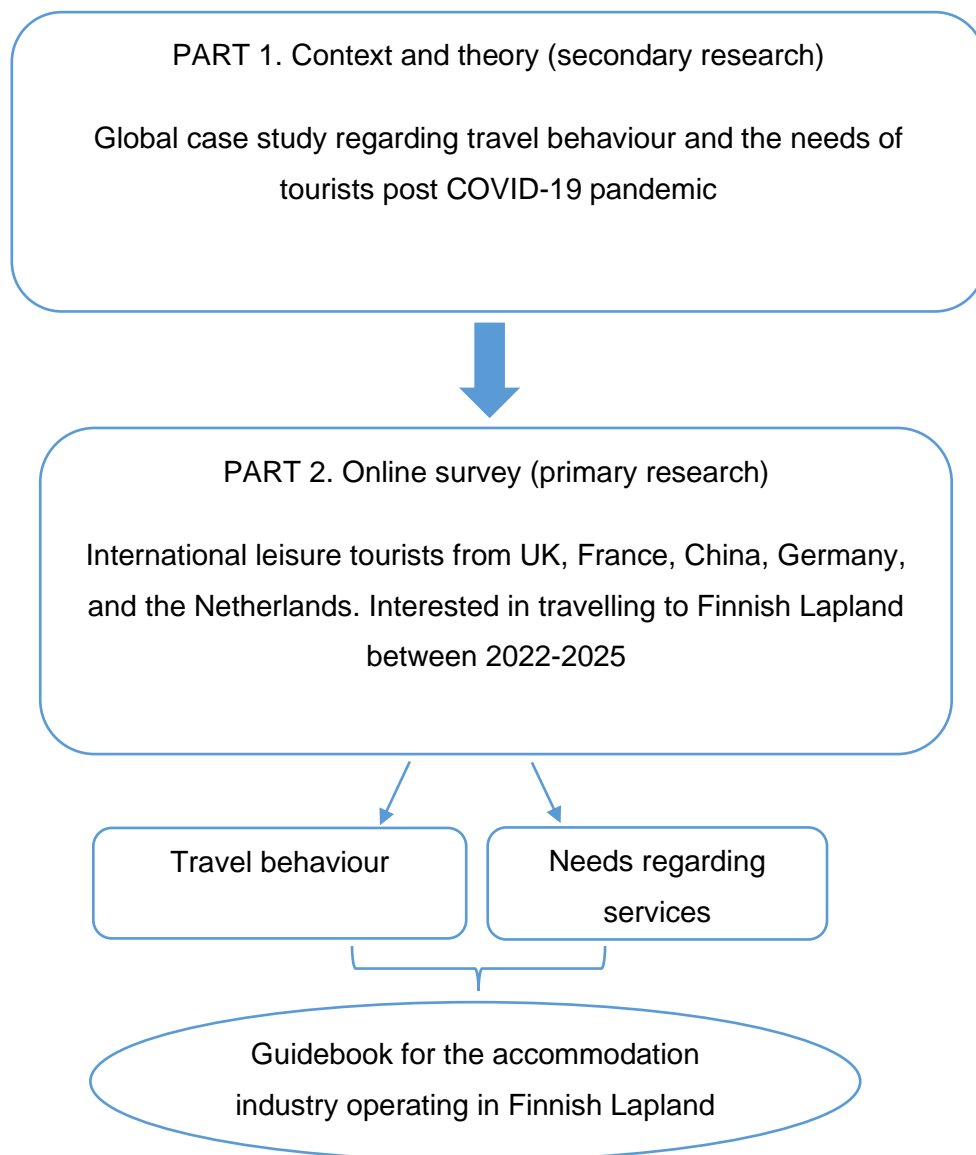 PART 1. Context and theory (secondary research)
Global case study regarding travel behaviour and the needs of
tourists post COVID-19 pandemic
PART 2. Online survey (primary research)
International leisure tourists from UK, France, China, Germany,
and the Netherlands. Interested in travelling to Finnish Lapland
between 2022-2025
Travel behaviour
Needs regarding
services
Guidebook for the accommodation
industry operating in Finnish Lapland